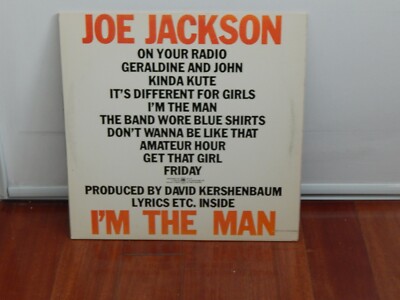 JOE JACKSON
ON YOUR RADIO
GERALDINE AND JOHN
KINDA KUTE
IT'S DIFFERENT FOR GIRLS
I'M THE MAN
THE BAND WORE BLUE SHIRTS
DON'T WANNA BE LIKE THAT
AMATEUR HOUR
GET THAT GIRL
FRIDAY
PRODUCED BY DAVID KERSHENBAUM
LYRICS ETC. INSIDE
I'M THE MAN